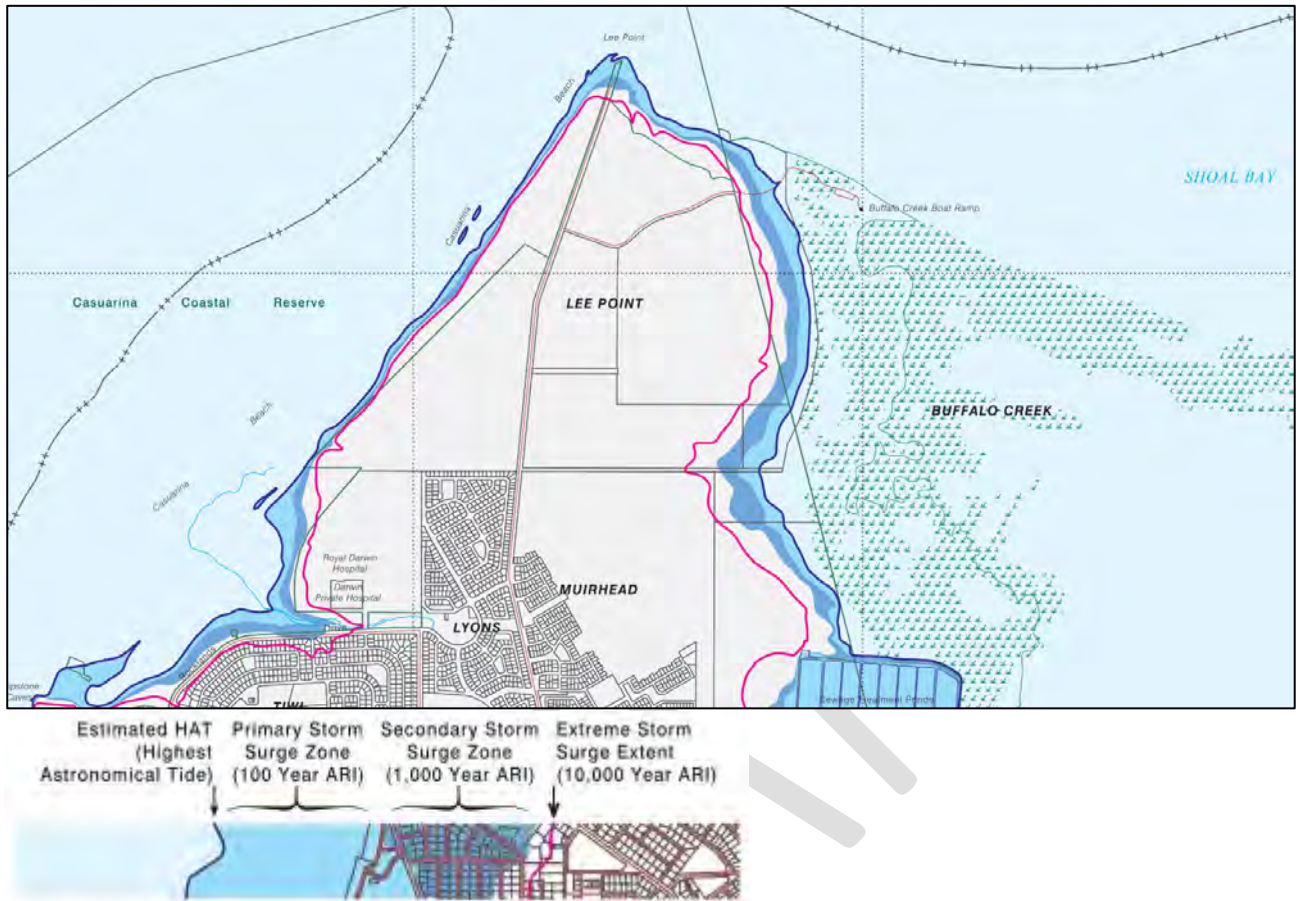 Lee Point
Beach
SHOAL BAY
Buffalo Creek Boat Ramp
Casuarina
Casuarina Coastal Reserve
LEE POINT
Beach
BUFFALO CREEK
Casuarina
Royal Darwin
Hospital
Darwin
Private Hospital
MUIRHEAD
LYONS
Drive
TIWI
Sewage Treatment Ponds
Estimated HAT
(Highest
Astronomical Tide)
Primary Storm
Surge Zone
(100 Year ARI)
Secondary Storm
Surge Zone
(1,000 Year ARI)
Extreme Storm
Surge Extent
(10,000 Year ARI)